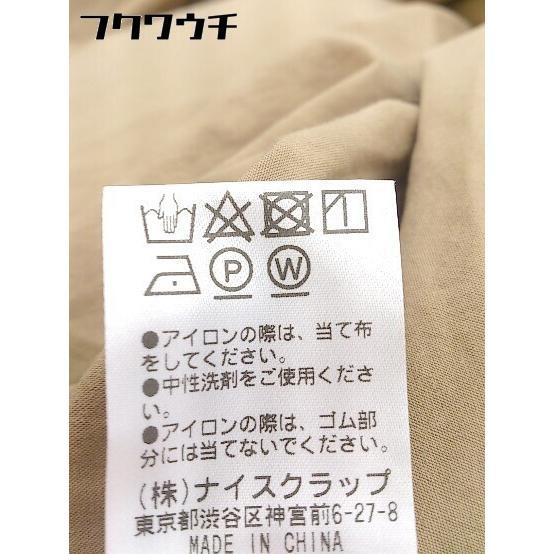 フクワウチ
P
W
●アイロンの際は、当て布
をしてください。
●中性洗剤をご使用くださ
い。
●アイロンの際は、ゴム部
分には当てないでください。
(株)ナイスクラップ
東京都渋谷区神宮前6-27-8
MADE IN CHINA